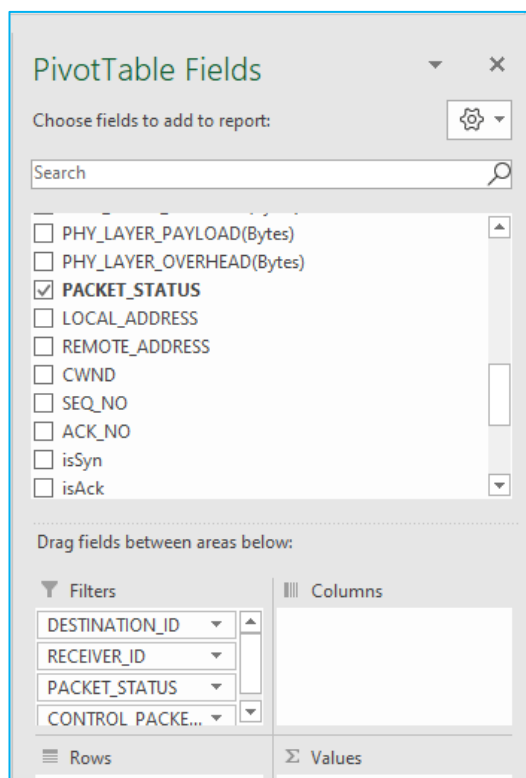 PivotTable Fields
Choose fields to add to report:
Search
PHY_LAYER_PAYLOAD(Bytes)
PHY_LAYER_OVERHEAD(Bytes)
PACKET_STATUS
LOCAL_ADDRESS
REMOTE_ADDRESS
CWND
SEQ_NO
ACK_NO
isSyn
isAck
Drag fields between areas below:
Filters
Columns
DESTINATION_ID
RECEIVER_ID
PACKET_STATUS
CONTROL_PACKE...
Rows
Σ Values